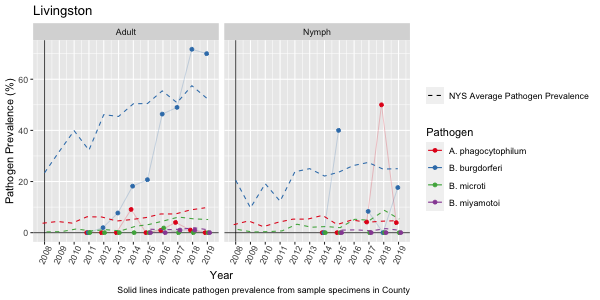 Livingston
Adult
Nymph
Pathogen Prevalence (%)
60
40
20
0
2008 2009 2010 2011 2012 2013 2014 2015 2016 2017 2018 2019
2008 2009 2010 2011 2012 2013 2014 2015 2016 2017 2018 2019
Year
Solid lines indicate pathogen prevalence from sample specimens in County
NYS Average Pathogen Prevalence
Pathogen
A. phagocytophilum
B. burgdorferi
B. microti
B. miyamotoi